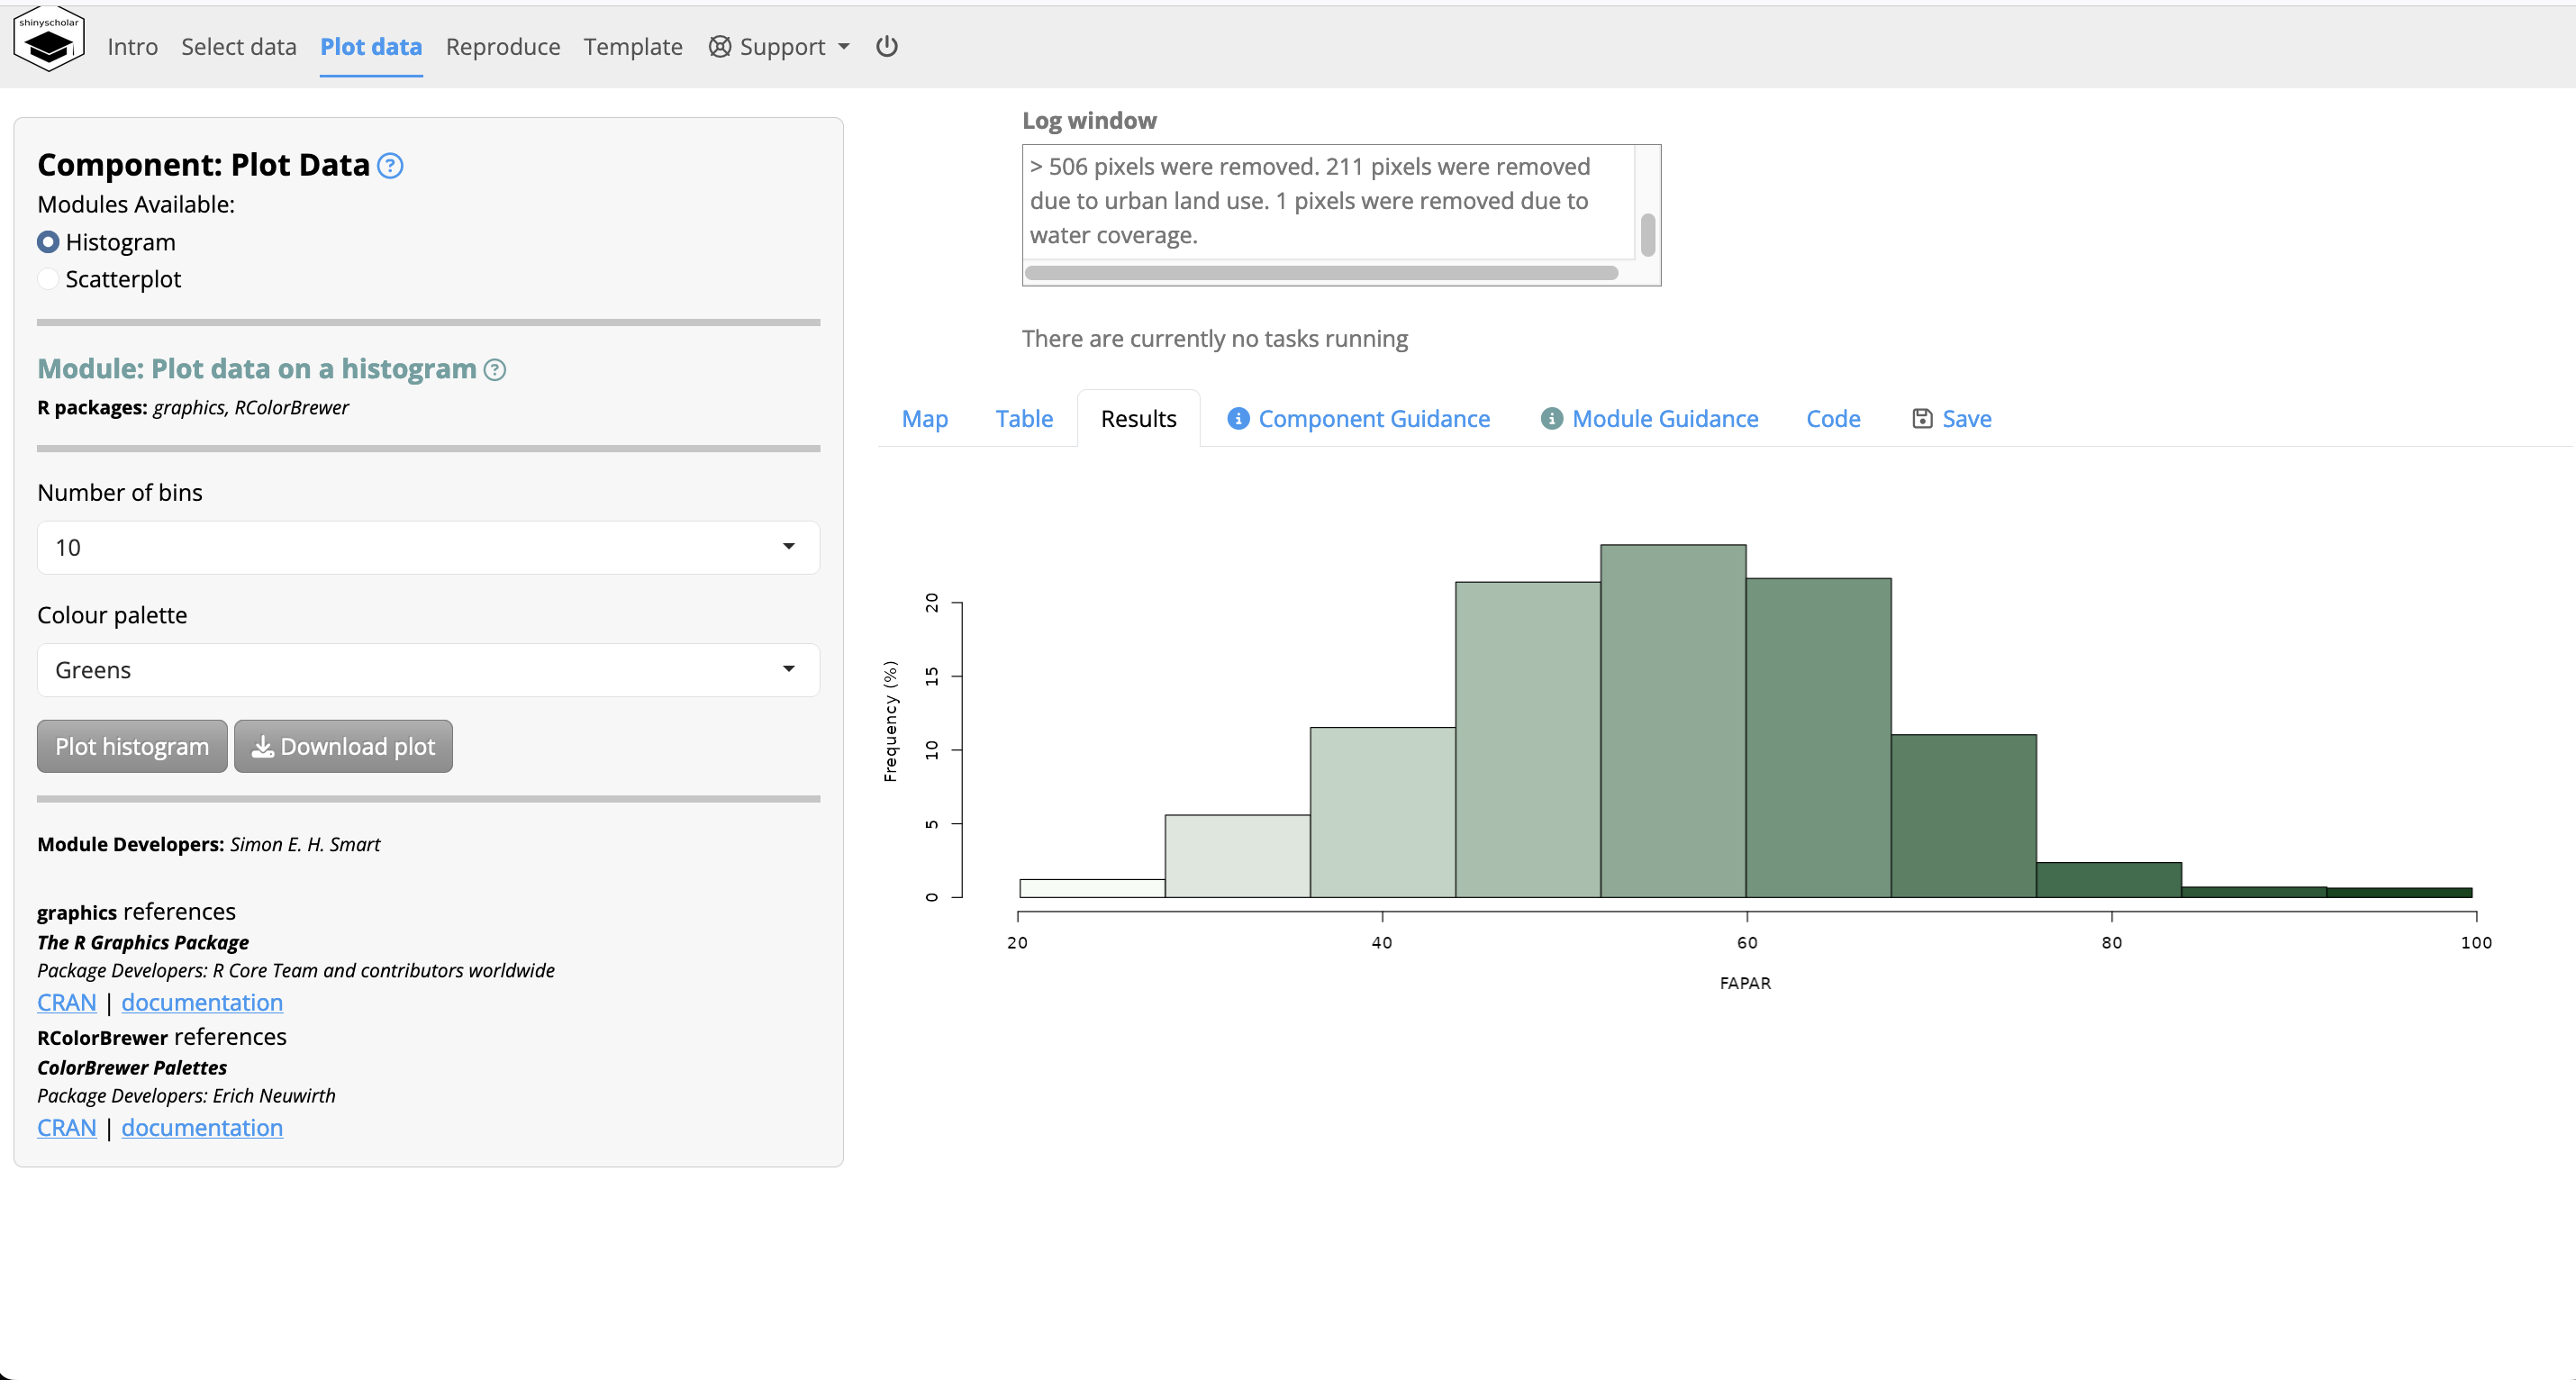 shinyscholar
Intro Select data Plot data Reproduce Template Support
Component: Plot Data ?
Modules Available:
Histogram
Scatterplot
Module: Plot data on a histogram ?
R packages: graphics, RColorBrewer
Number of bins
10
Colour palette
Greens
Plot histogram Download plot
Module Developers: Simon E. H. Smart
graphics references
The R Graphics Package
Package Developers: R Core Team and contributors worldwide
CRAN | documentation
RColorBrewer references
ColorBrewer Palettes
Package Developers: Erich Neuwirth
CRAN | documentation
Log window
> 506 pixels were removed. 211 pixels were removed
due to urban land use. 1 pixels were removed due to
water coverage.
There are currently no tasks running
Map Table Results i Component Guidance i Module Guidance Code Save
Frequency (%)
20
15
10
5
0
20 40 60 80 100
FAPAR